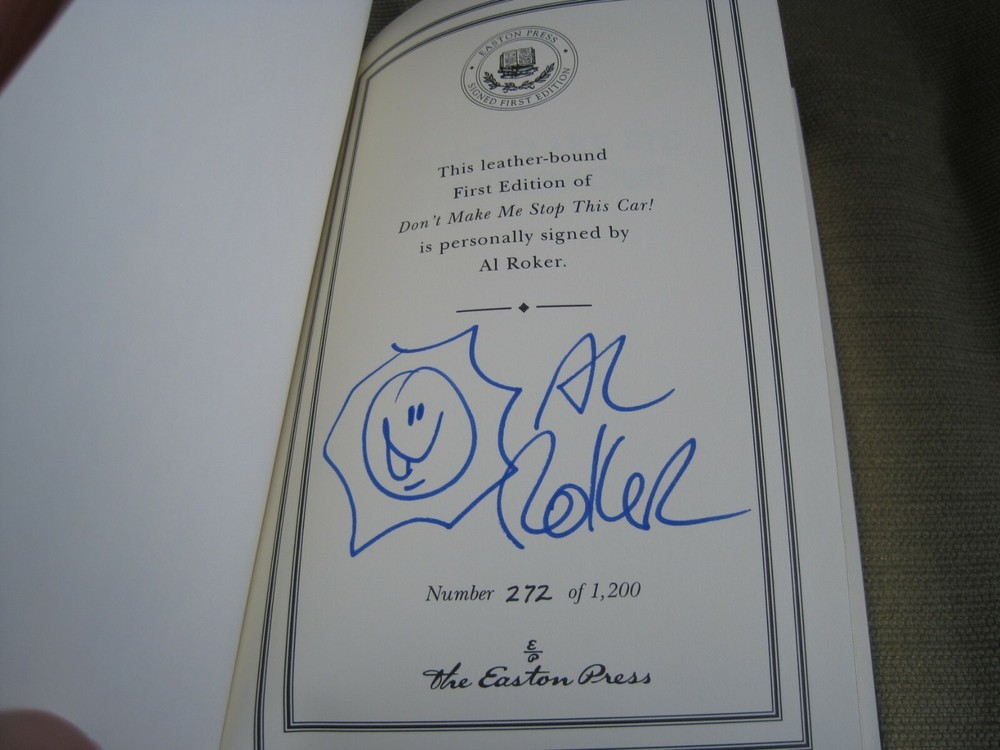 EASTON PRESS
SIGNED FIRST EDITION
This leather-bound
First Edition of
Don't Make Me Stop This Car!
is personally signed by
Al Roker.
AL
RoKeR
Number 272 of 1,200
E
P
the Easton Press